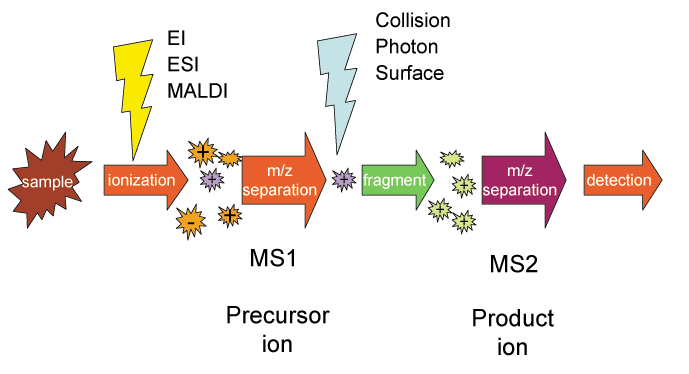 EI
ESI
MALDI
Collision
Photon
Surface
sample
ionization
+
+
-
+
m/z
separation
+
fragment
+
+
+
m/z
separation
detection
MS1
MS2
Precursor
ion
Product
ion